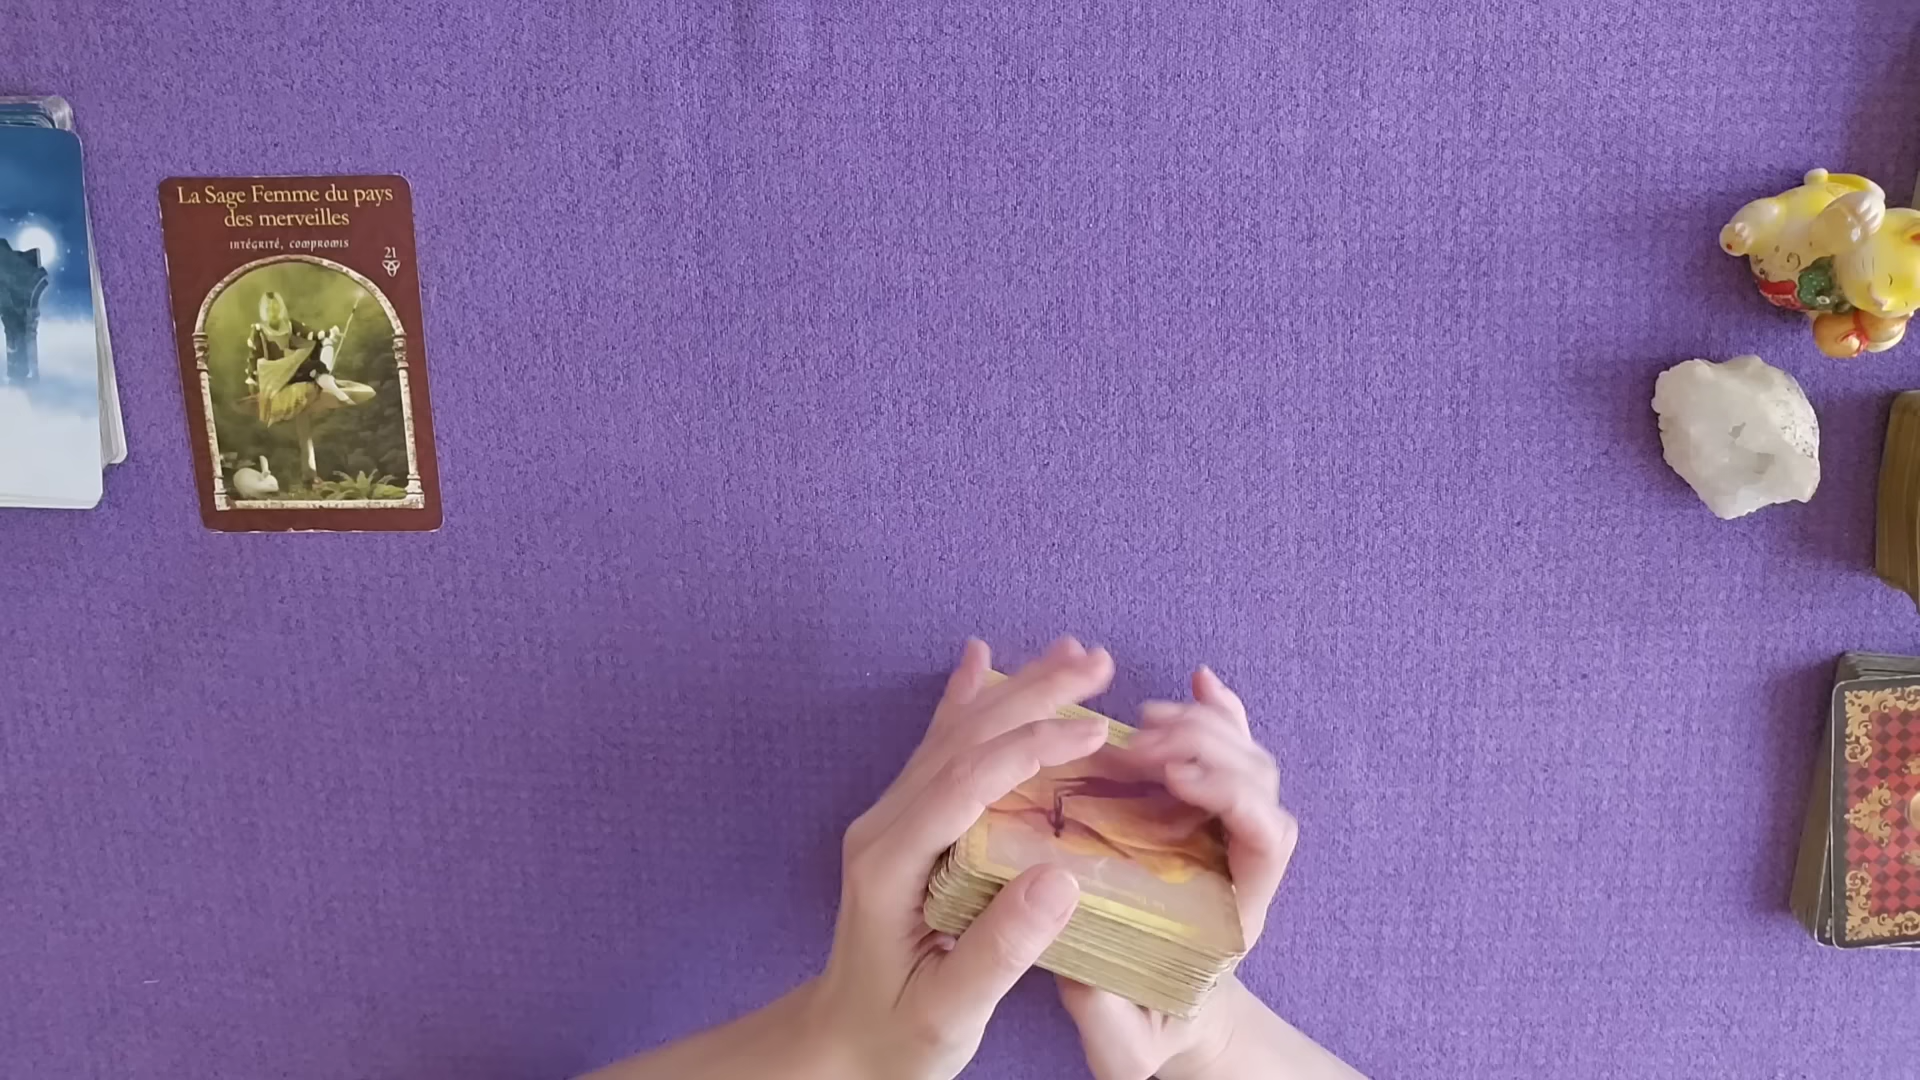 La Sage Femme du pays
des merveilles
intégrité, compromis
21